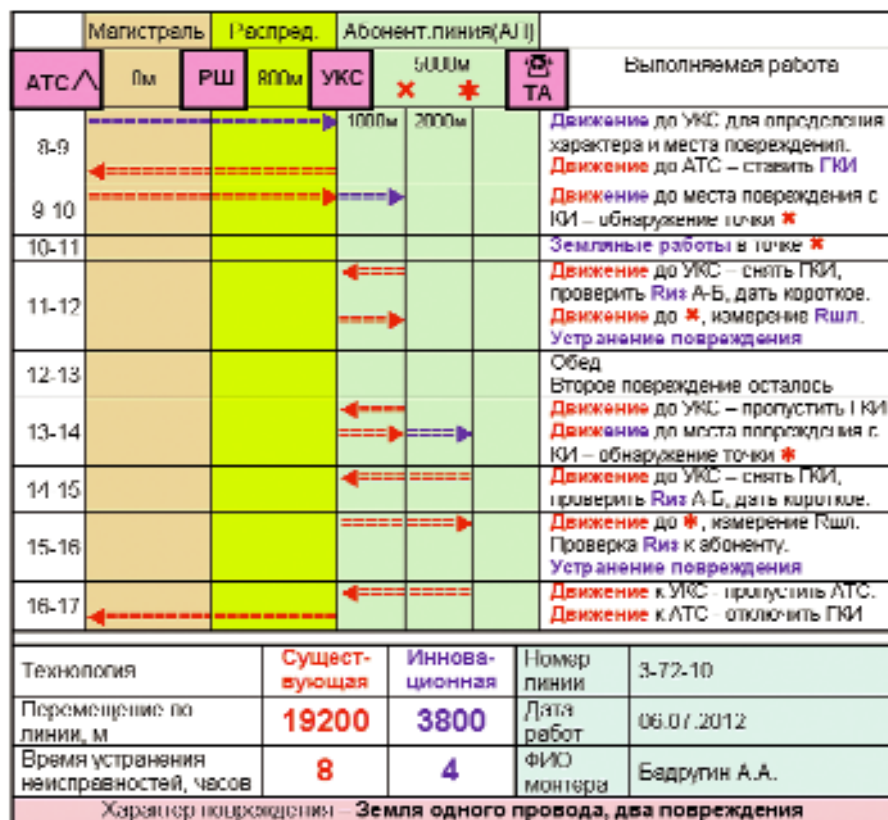 Магистраль Распред. Абонент.линия(АЛ)
АТС 0м РШ 800м УКС 5000м ТА Выполняемая работа
1000м 2000м
8-9
Движение до УКС для определения
характера и места повреждения.
Движение до АТС – ставить ГКИ
9-10
Движение до места повреждения с
КИ – обнаружение точки ✖
10-11
Земляные работы в точке ✖
11-12
Движение до УКС – снять ГКИ,
проверить Rиз А-Б, дать короткое.
Движение до ✖, измерение Rшл.
Устранение повреждения
12-13
Обед
Второе повреждение осталось
13-14
Движение до УКС – пропустить ГКИ
Движение до места повреждения с
КИ – обнаружение точки ✱
14-15
Движение до УКС – снять ГКИ,
проверить Rиз А-Б, дать короткое.
15-16
Движение до ✱, измерение Rшл.
Проверка Rиз к абоненту.
Устранение повреждения
16-17
Движение к УКС - пропустить АТС.
Движение к АТС - отключить ГКИ
Технология Сущест-вующая Иннова-ционная Номер линии 3-72-10
Перемещение по линии, м 19200 3800 Дата работ 06.07.2012
Время устранения неисправностей, часов 8 4 ФИО монтера Бадругин А.А.
Характер повреждения – Земля одного провода, два повреждения